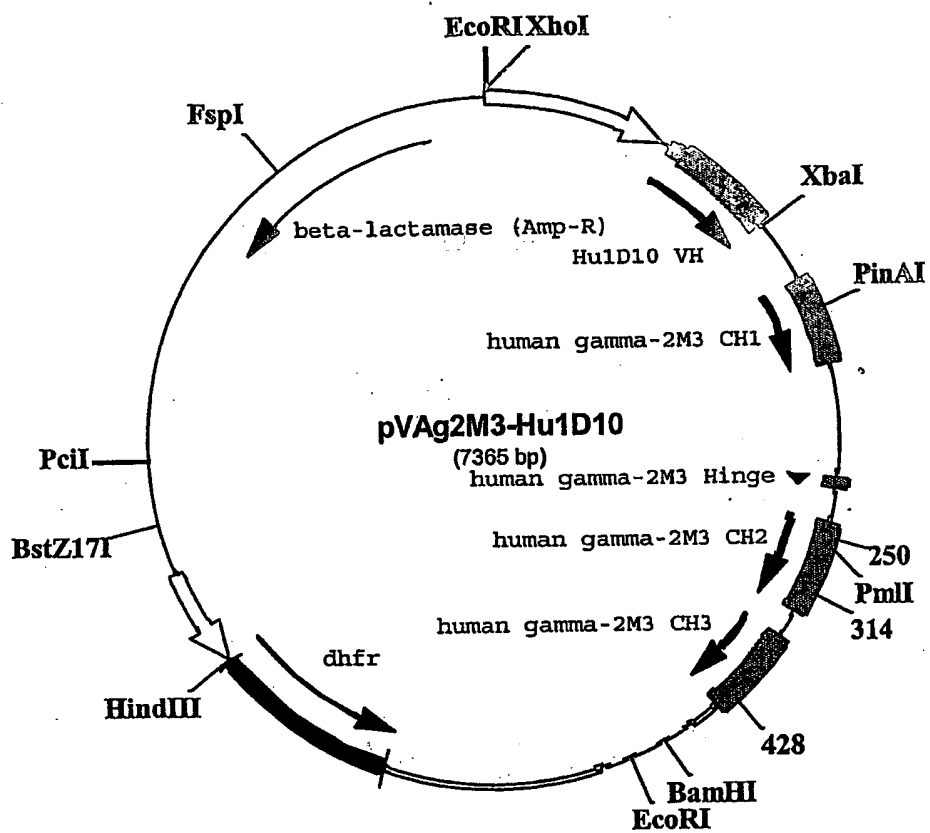 EcoRI XhoI
FspI
XbaI
beta-lactamase (Amp-R)
Hu1D10 VH
PinAI
human gamma-2M3 CH1
pVAg2M3-Hu1D10
(7365 bp)
PciI
human gamma-2M3 Hinge
BstZ17I
human gamma-2M3 CH2
250
PmlI
314
human gamma-2M3 CH3
dhfr
HindIII
428
BamHI
EcoRI